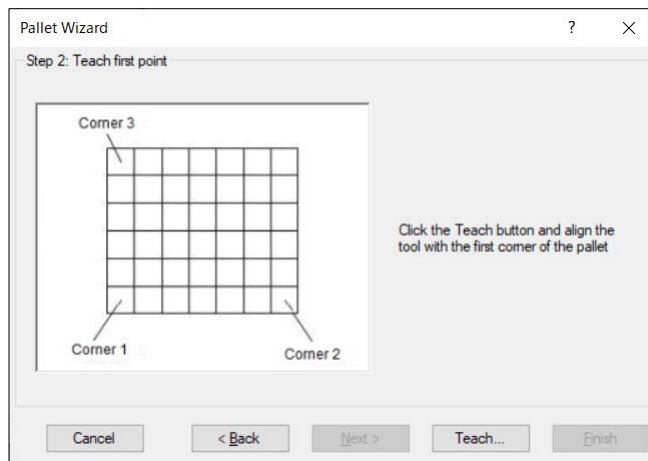 Pallet Wizard
?
Step 2: Teach first point
Corner 3
Click the Teach button and align the
tool with the first corner of the pallet
Corner 1
Corner 2
Cancel
< Back
Next >
Teach...
Finish